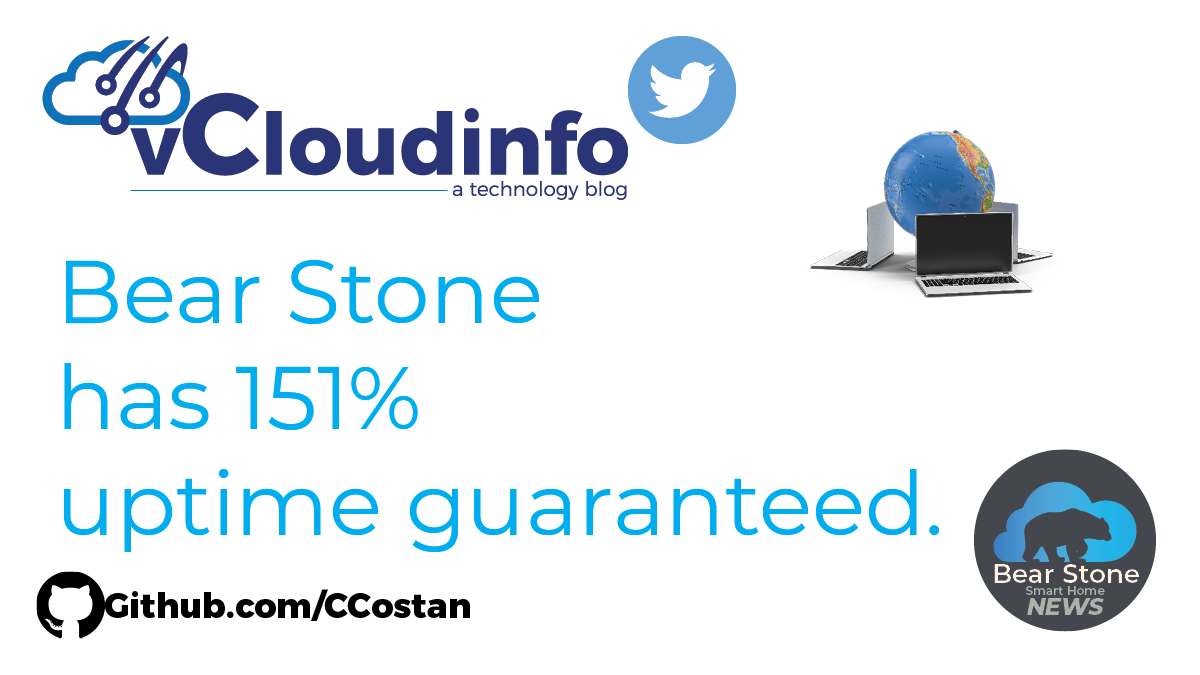 vCloudinfo
a technology blog
Bear Stone
has 151%
uptime guaranteed.
Github.com/CCostan
Bear Stone
Smart Home
NEWS